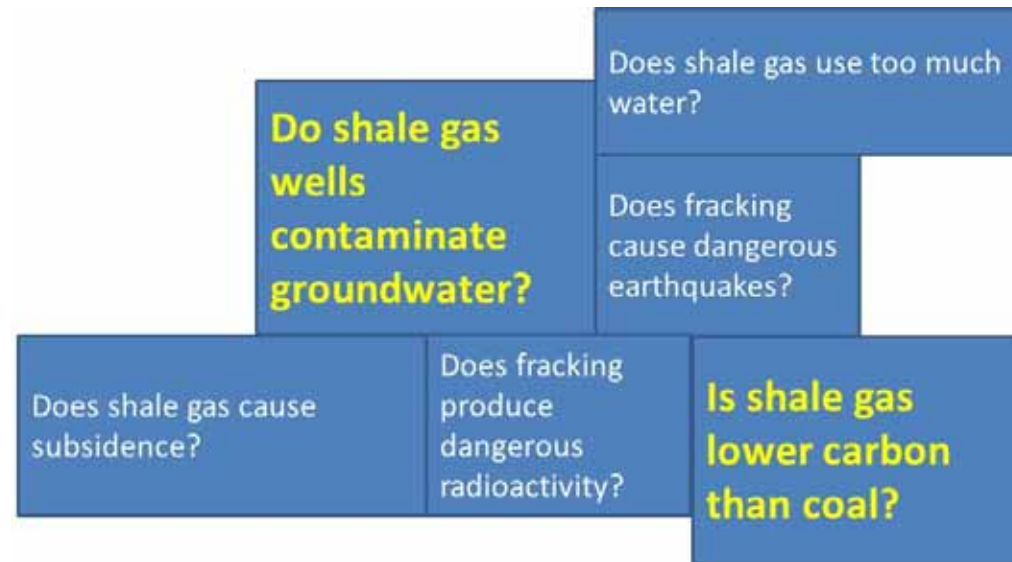 Does shale gas use too much
water?
Do shale gas
wells
contaminate
groundwater?
Does fracking
cause dangerous
earthquakes?
Does shale gas cause
subsidence?
Does fracking
produce
dangerous
radioactivity?
Is shale gas
lower carbon
than coal?